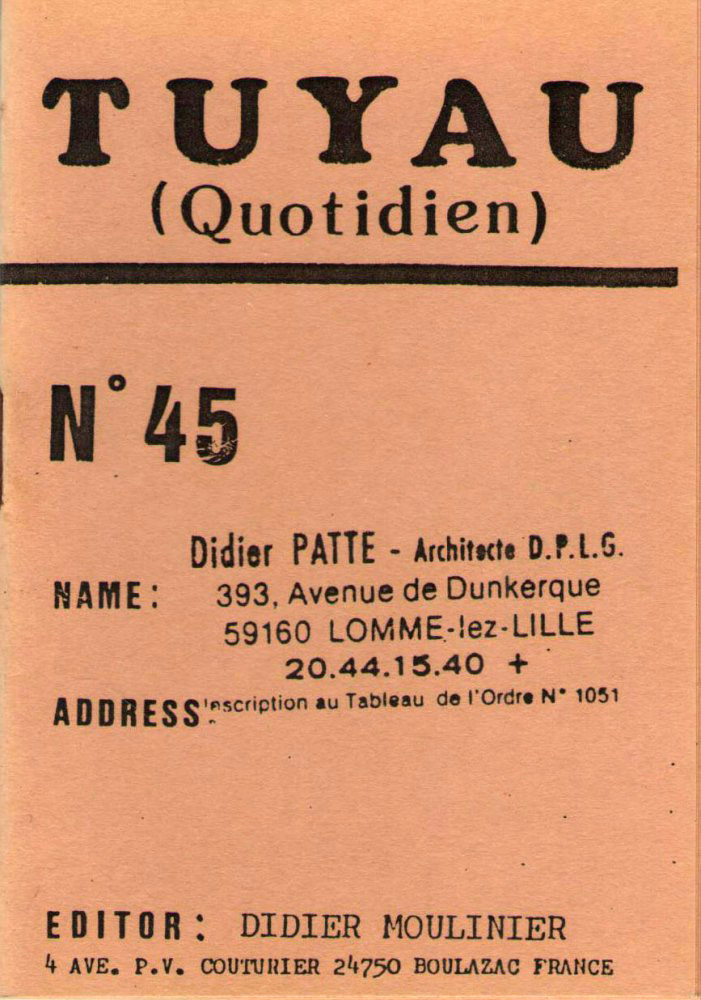 TUYAU
(Quotidien)
N° 45
Didier PATTE - Architecte D.P.L.G.
NAME: 393, Avenue de Dunkerque
59160 LOMME-lez-LILLE
20.44.15.40 +
ADDRESS: Inscription au Tableau de l'Ordre N° 1051
EDITOR: DIDIER MOULINIER
4 AVE. P.V. COUTURIER 24750 BOULAZAC FRANCE